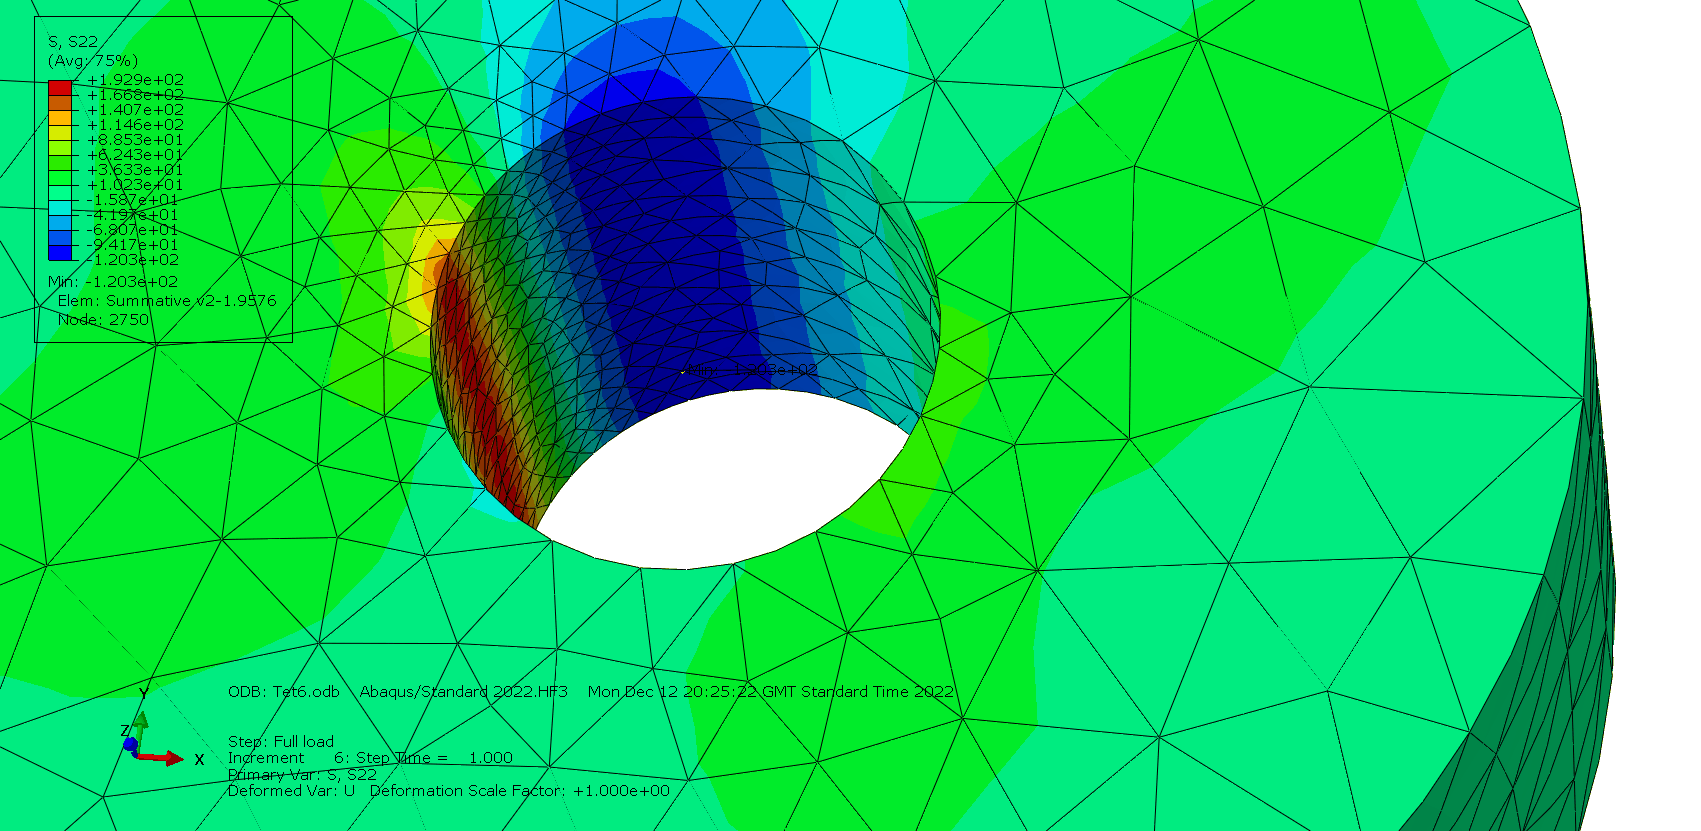 S, S22
(Avg: 75%)
+1.929e+02
+1.668e+02
+1.407e+02
+1.146e+02
+8.853e+01
+6.243e+01
+3.633e+01
+1.023e+01
-1.587e+01
-4.197e+01
-6.807e+01
-9.417e+01
-1.203e+02
Min: -1.203e+02
Elem: Summative v2-1.9576
Node: 2750
Y
Z
X
ODB: Tet6.odb Abaqus/Standard 2022.HF3 Mon Dec 12 20:25:22 GMT Standard Time 2022
Step: Full load
Increment 6: Step Time = 1.000
Primary Var: S, S22
Deformed Var: U Deformation Scale Factor: +1.000e+00